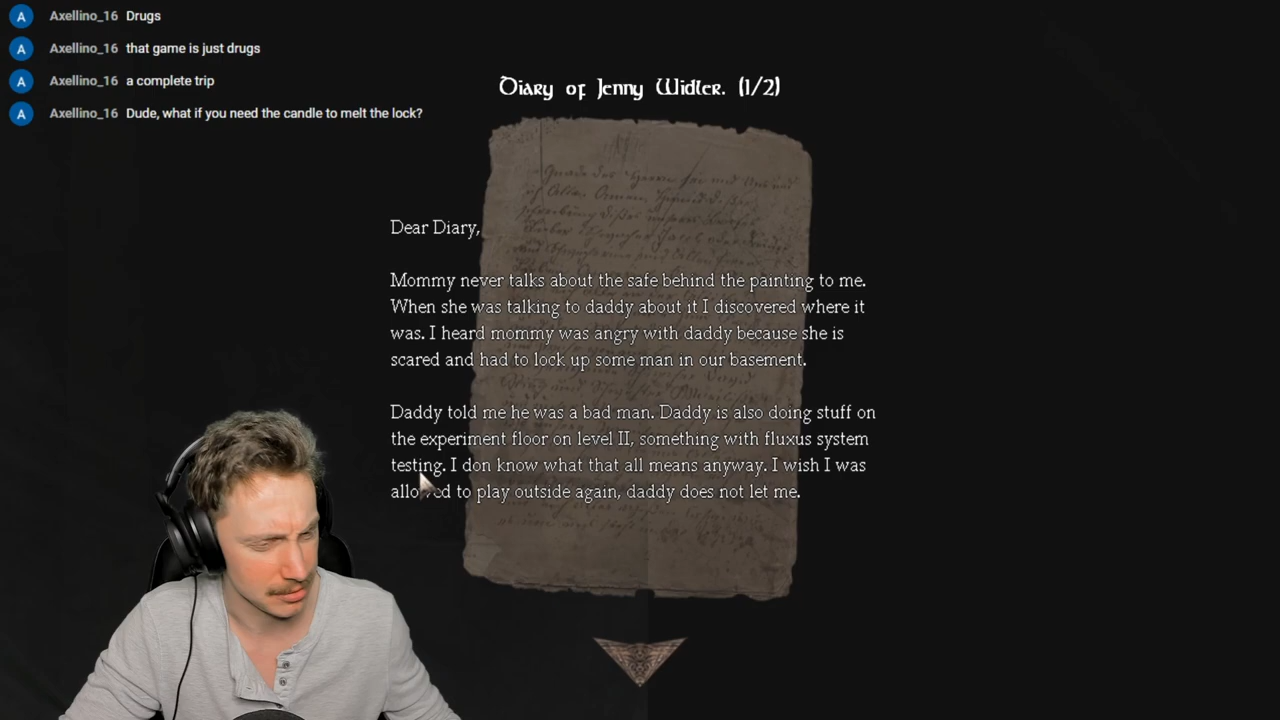 A Axellino_16 Drugs
A Axellino_16 that game is just drugs
A Axellino_16 a complete trip
A Axellino_16 Dude, what if you need the candle to melt the lock?
Diary of Jenny Widler. (1/2)
Dear Diary,
Mommy never talks about the safe behind the painting to me.
When she was talking to daddy about it I discovered where it
was. I heard mommy was angry with daddy because she is
scared and had to lock up some man in our basement.
Daddy told me he was a bad man. Daddy is also doing stuff on
the experiment floor on level II, something with fluxus system
testing. I don know what that all means anyway. I wish I was
allowed to play outside again, daddy does not let me.